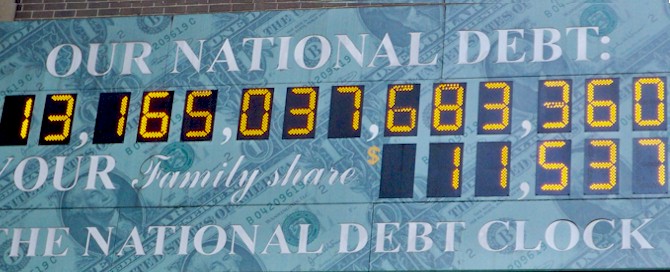 OUR NATIONAL DEBT:
13,165,037,683,360
YOUR Family share $ 11,537
THE NATIONAL DEBT CLOCK